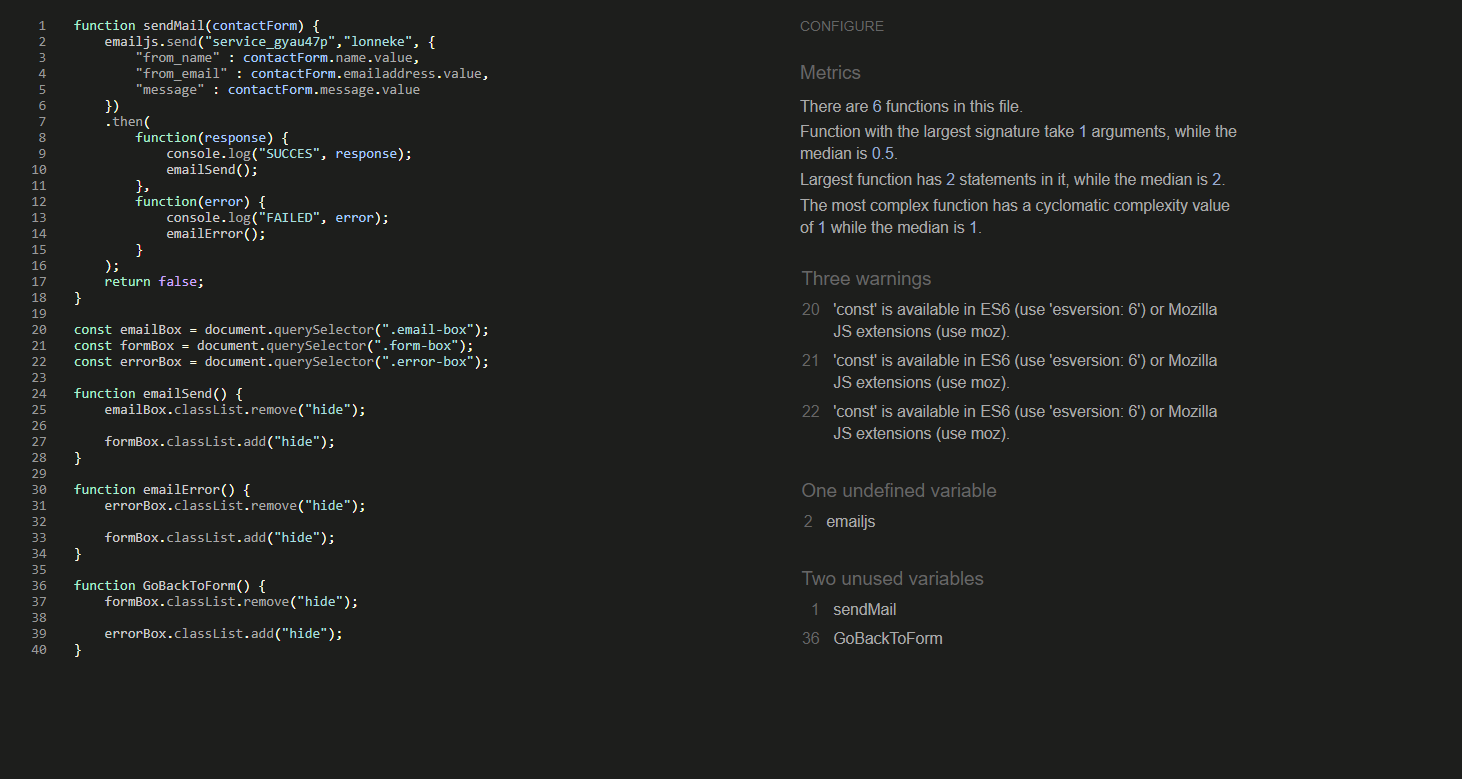 1 function sendMail(contactForm) {
2 emailjs.send("service_gyau47p","lonneke", {
3 "from_name" : contactForm.name.value,
4 "from_email" : contactForm.emailaddress.value,
5 "message" : contactForm.message.value
6 })
7 .then(
8 function(response) {
9 console.log("SUCCES", response);
10 emailSend();
11 },
12 function(error) {
13 console.log("FAILED", error);
14 emailError();
15 }
16 );
17 return false;
18 }
19
20 const emailBox = document.querySelector(".email-box");
21 const formBox = document.querySelector(".form-box");
22 const errorBox = document.querySelector(".error-box");
23
24 function emailSend() {
25 emailBox.classList.remove("hide");
26
27 formBox.classList.add("hide");
28 }
29
30 function emailError() {
31 errorBox.classList.remove("hide");
32
33 formBox.classList.add("hide");
34 }
35
36 function GoBackToForm() {
37 formBox.classList.remove("hide");
38
39 errorBox.classList.add("hide");
40 }
CONFIGURE
Metrics
There are 6 functions in this file.
Function with the largest signature take 1 arguments, while the
median is 0.5.
Largest function has 2 statements in it, while the median is 2.
The most complex function has a cyclomatic complexity value
of 1 while the median is 1.
Three warnings
20 'const' is available in ES6 (use 'esversion: 6') or Mozilla
JS extensions (use moz).
21 'const' is available in ES6 (use 'esversion: 6') or Mozilla
JS extensions (use moz).
22 'const' is available in ES6 (use 'esversion: 6') or Mozilla
JS extensions (use moz).
One undefined variable
2 emailjs
Two unused variables
1 sendMail
36 GoBackToForm